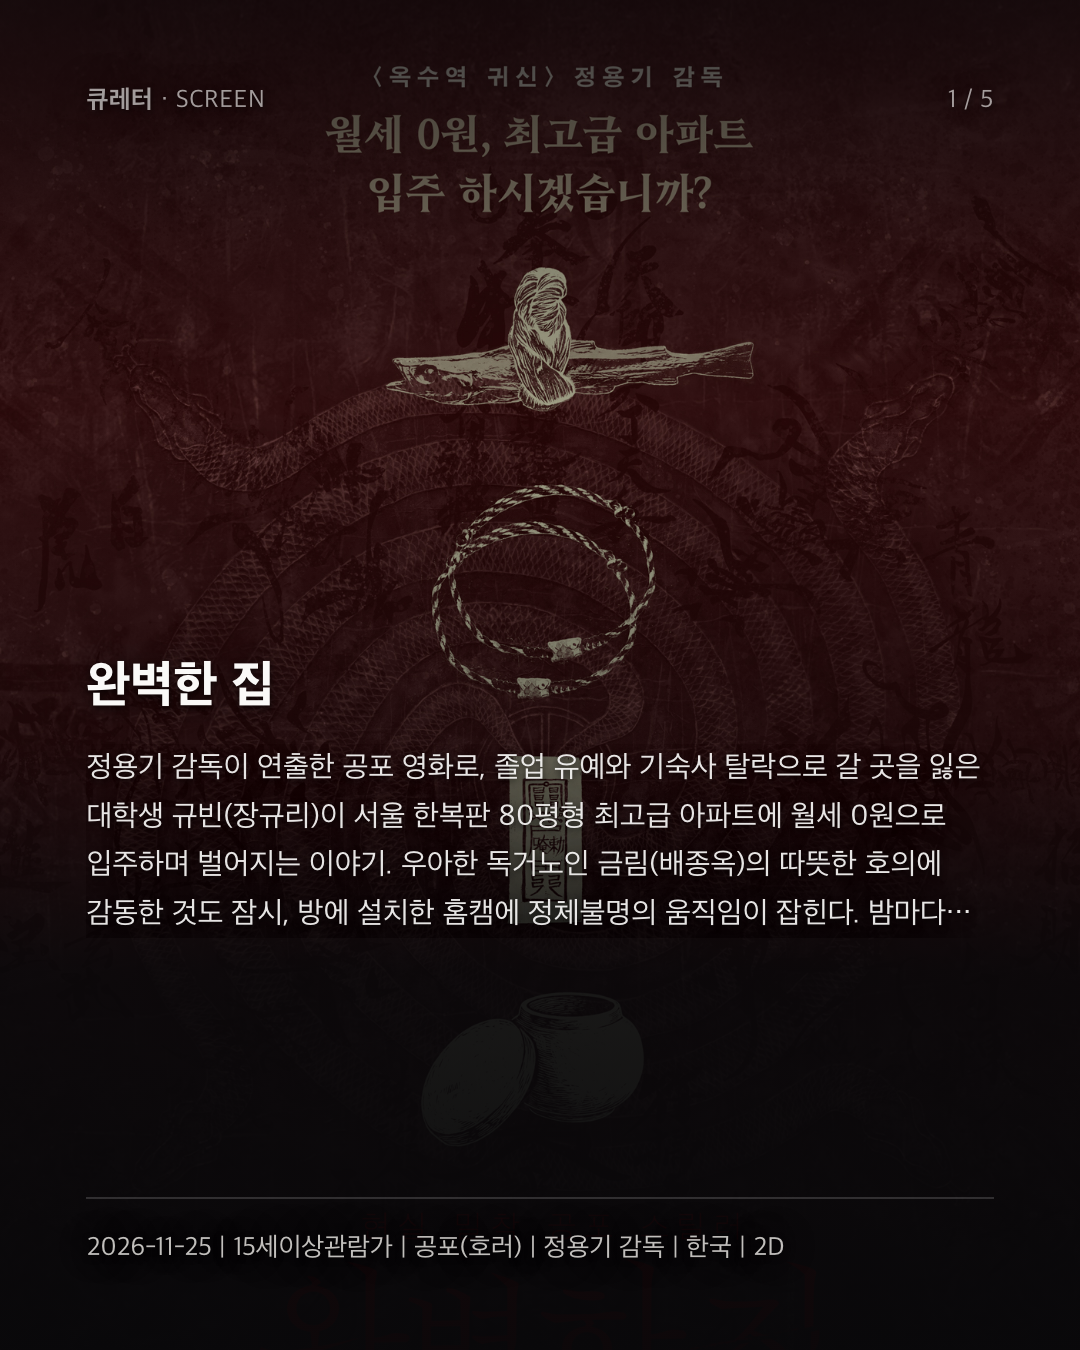 〈옥수역 귀신〉 정용기 감독
큐레터 · SCREEN
1 / 5
월세 0원, 최고급 아파트
입주 하시겠습니까?
완벽한 집
정용기 감독이 연출한 공포 영화로, 졸업 유예와 기숙사 탈락으로 갈 곳을 잃은
대학생 규빈(장규리)이 서울 한복판 80평형 최고급 아파트에 월세 0원으로
입주하며 벌어지는 이야기. 우아한 독거노인 금림(배종옥)의 따뜻한 호의에
감동한 것도 잠시, 방에 설치한 홈캠에 정체불명의 움직임이 잡힌다. 밤마다…
2026-11-25 | 15세이상관람가 | 공포(호러) | 정용기 감독 | 한국 | 2D